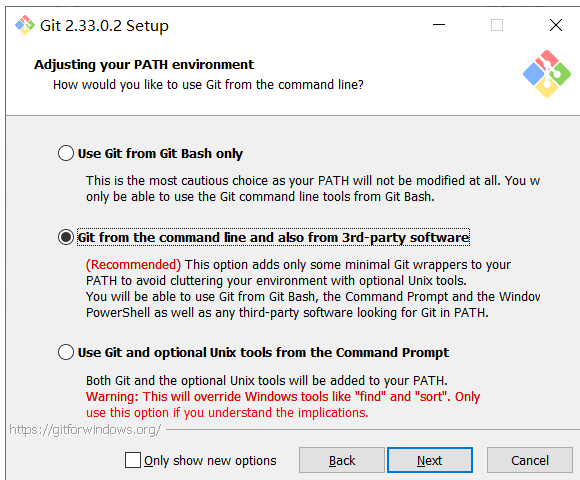 Git 2.33.0.2 Setup
Adjusting your PATH environment
How would you like to use Git from the command line?
Use Git from Git Bash only
This is the most cautious choice as your PATH will not be modified at all. You w
only be able to use the Git command line tools from Git Bash.
Git from the command line and also from 3rd-party software
(Recommended) This option adds only some minimal Git wrappers to your
PATH to avoid cluttering your environment with optional Unix tools.
You will be able to use Git from Git Bash, the Command Prompt and the Window
PowerShell as well as any third-party software looking for Git in PATH.
Use Git and optional Unix tools from the Command Prompt
Both Git and the optional Unix tools will be added to your PATH.
Warning: This will override Windows tools like "find" and "sort". Only
use this option if you understand the implications.
https://gitforwindows.org/
Only show new options
Back
Next
Cancel